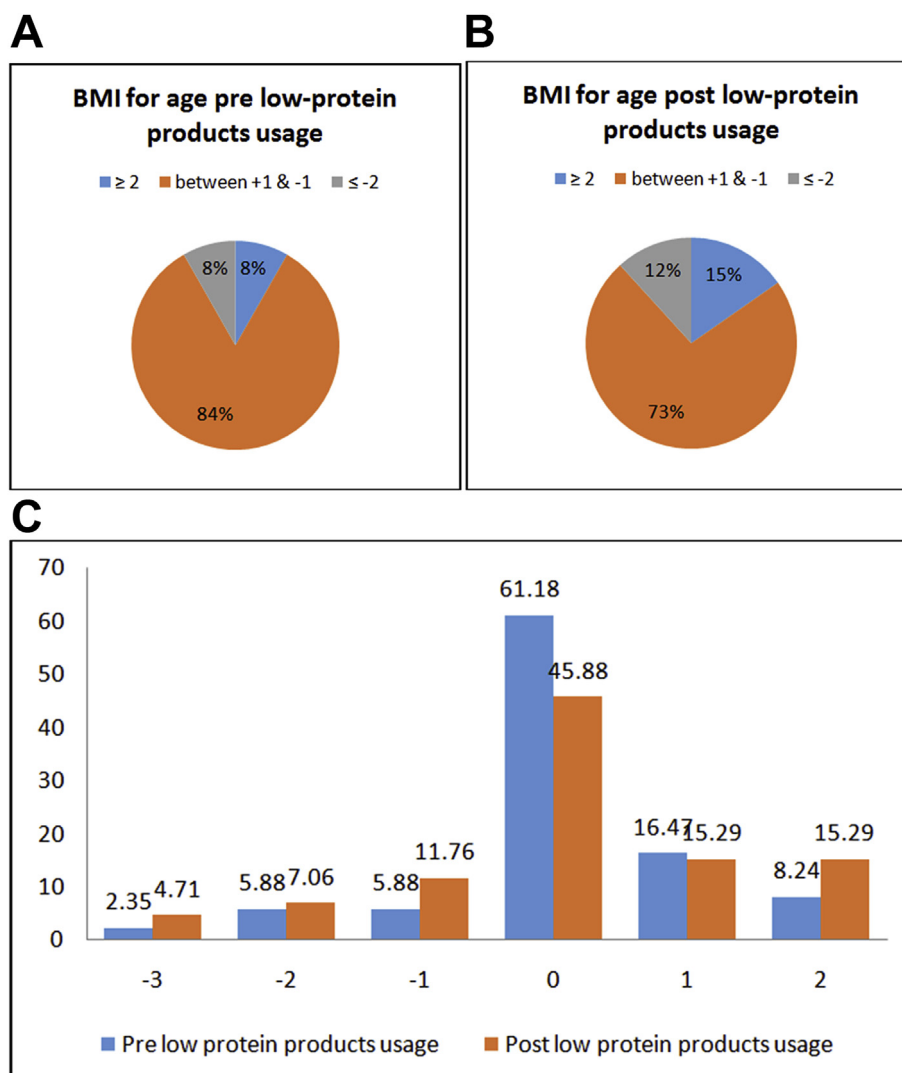 A
BMI for age pre low-protein
products usage
≥ 2 between +1 & -1 ≤ -2
8% 8%
84%
B
BMI for age post low-protein
products usage
≥ 2 between +1 & -1 ≤ -2
12% 15%
73%
C
70
60
50
40
30
20
10
0
2.35 4.71 5.88 7.06 5.88 11.76 61.18 45.88 16.47 15.29 8.24 15.29
-3 -2 -1 0 1 2
Pre low protein products usage Post low protein products usage